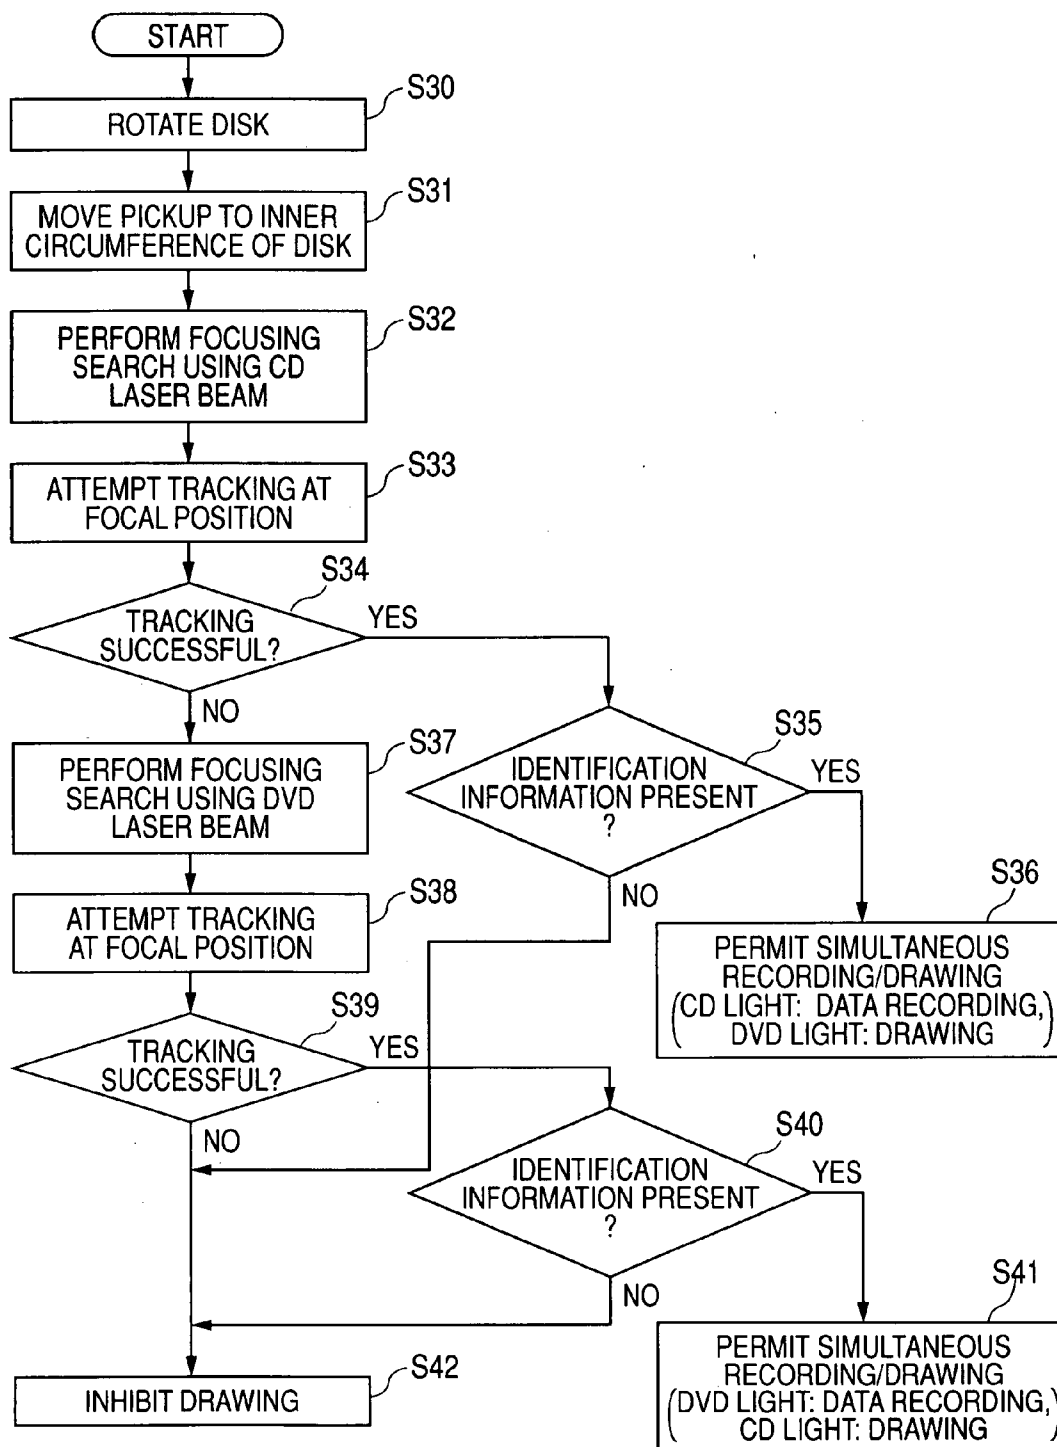 START
S30
ROTATE DISK
S31
MOVE PICKUP TO INNER
CIRCUMFERENCE OF DISK
S32
PERFORM FOCUSING
SEARCH USING CD
LASER BEAM
S33
ATTEMPT TRACKING AT
FOCAL POSITION
S34
TRACKING
SUCCESSFUL?
YES
NO
S35
IDENTIFICATION
INFORMATION PRESENT
?
YES
NO
S36
PERMIT SIMULTANEOUS
RECORDING/DRAWING
(CD LIGHT: DATA RECORDING,
DVD LIGHT: DRAWING)
S37
PERFORM FOCUSING
SEARCH USING DVD
LASER BEAM
S38
ATTEMPT TRACKING
AT FOCAL POSITION
S39
TRACKING
SUCCESSFUL?
YES
NO
S40
IDENTIFICATION
INFORMATION PRESENT
?
YES
NO
S41
PERMIT SIMULTANEOUS
RECORDING/DRAWING
(DVD LIGHT: DATA RECORDING,
CD LIGHT: DRAWING)
S42
INHIBIT DRAWING